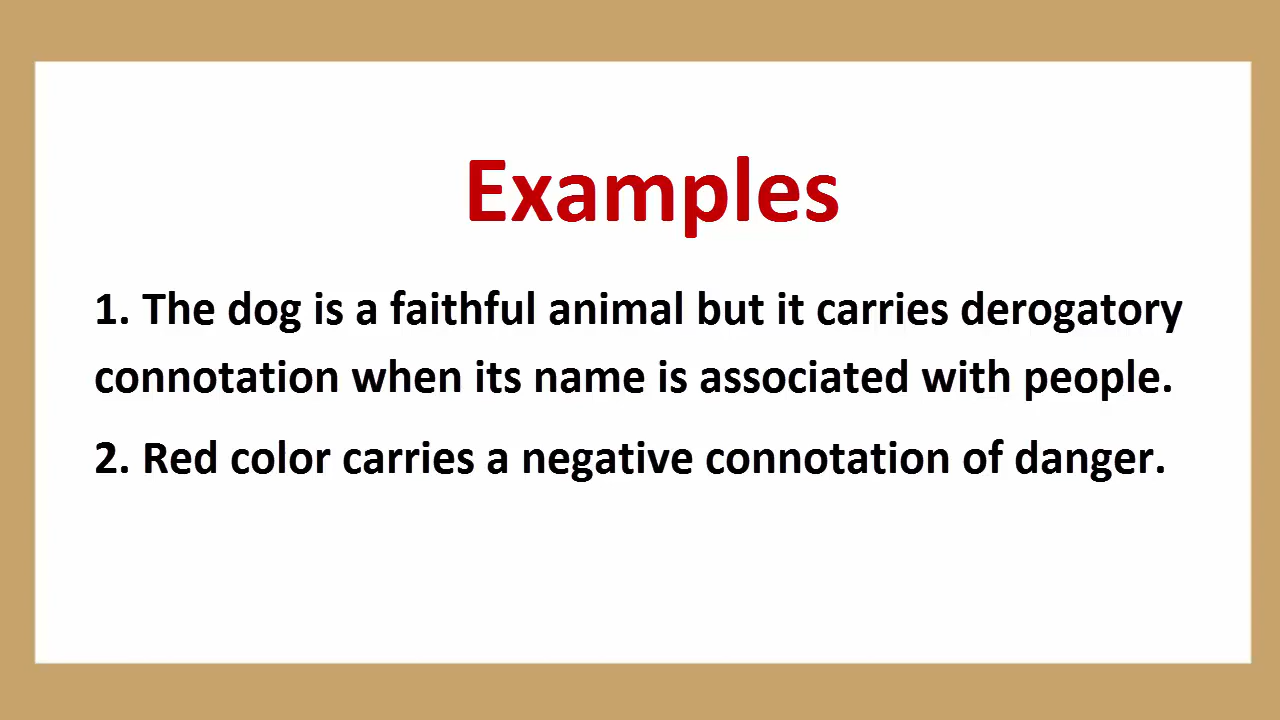 Examples
1. The dog is a faithful animal but it carries derogatory
connotation when its name is associated with people.
2. Red color carries a negative connotation of danger.